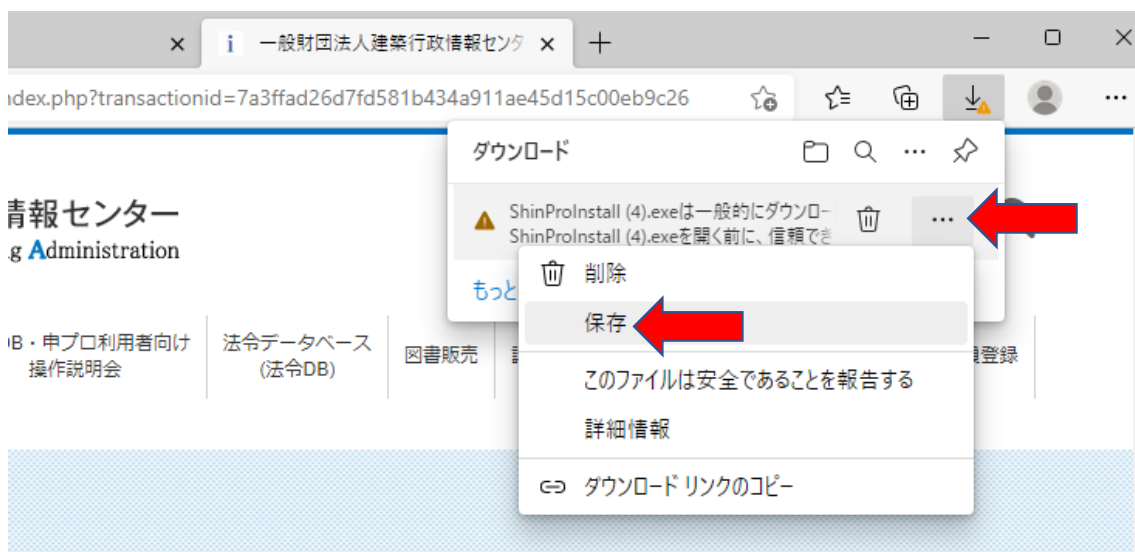 i 一般財団法人建築行政情報セン
index.php?transactionid=7a3ffad26d7fd581b434a911ae45d15c00eb9c26
ダウンロード
情報センター
g Administration
ShinProInstall (4).exeは一般的にダウンロー
ShinProInstall (4).exeを開く前に、信頼でき
もっと
削除
保存
このファイルは安全であることを報告する
詳細情報
ダウンロード リンクのコピー
DB・申プロ利用者向け
操作説明会
法令データベース
(法令DB)
図書販売
登録